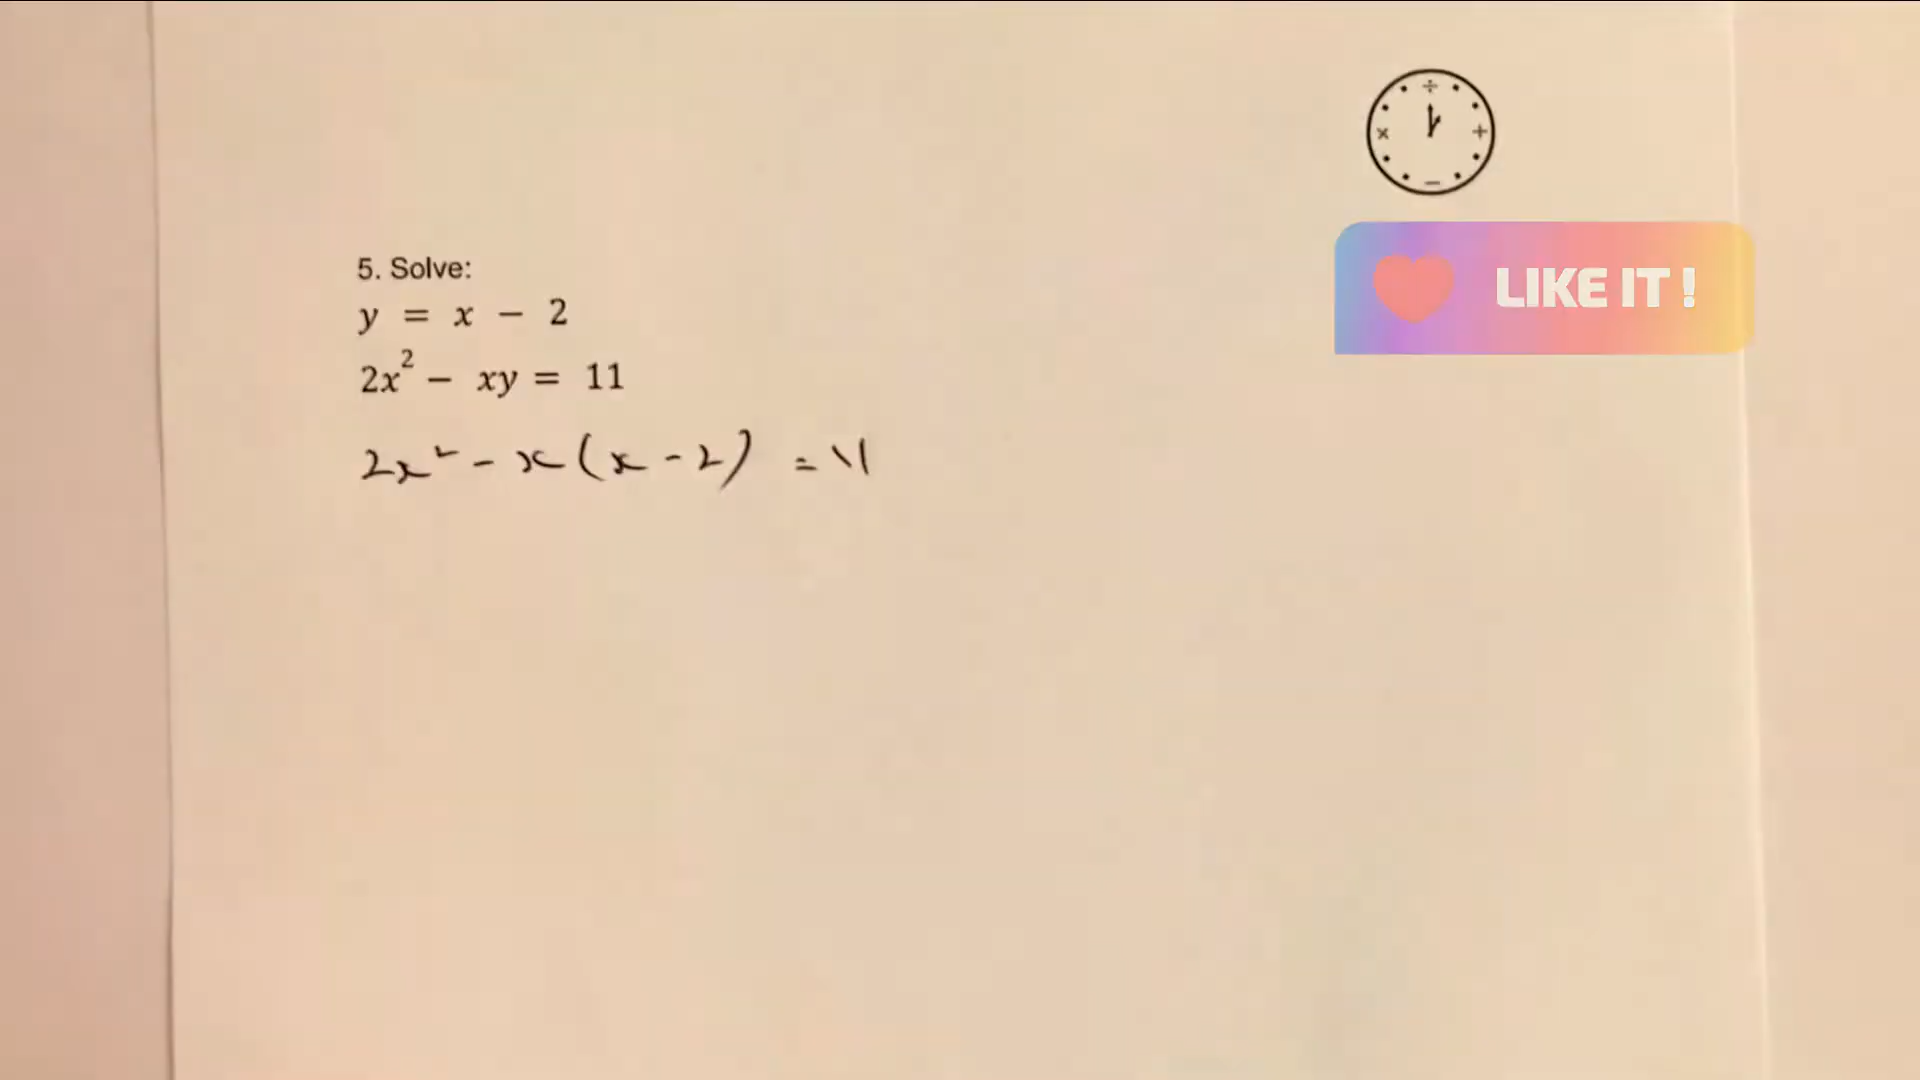 5. Solve:
y = x - 2
2x² - xy = 11
2x² - x(x - 2) = 11
÷
× +
-
LIKE IT !